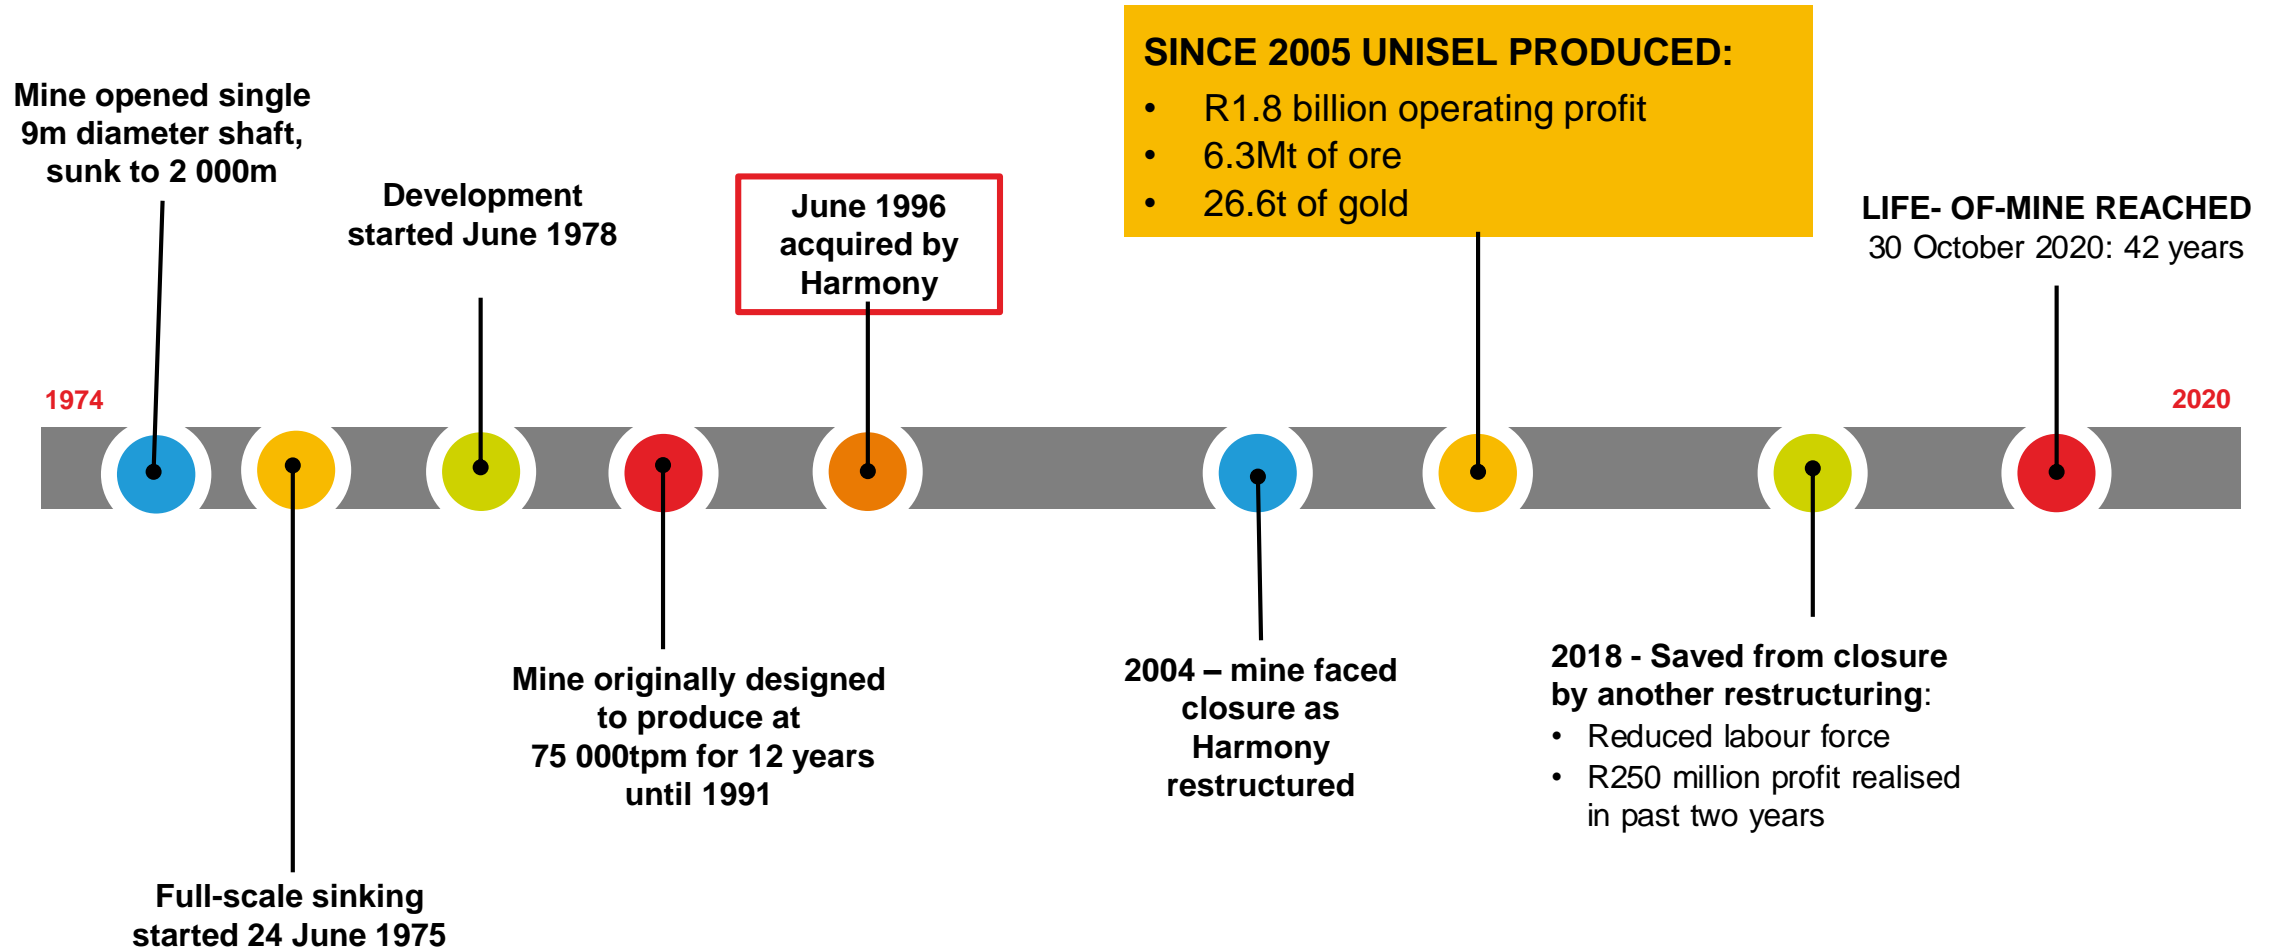 SINCE 2005 UNISEL PRODUCED:
• R1.8 billion operating profit
• 6.3Mt of ore
• 26.6t of gold
Mine opened single
9m diameter shaft,
sunk to 2 000m
Development
started June 1978
June 1996
acquired by
Harmony
LIFE- OF-MINE REACHED
30 October 2020: 42 years
1974
2020
Mine originally designed
to produce at
75 000tpm for 12 years
until 1991
2004 – mine faced
closure as
Harmony
restructured
2018 - Saved from closure
by another restructuring:
• Reduced labour force
• R250 million profit realised
in past two years
Full-scale sinking
started 24 June 1975